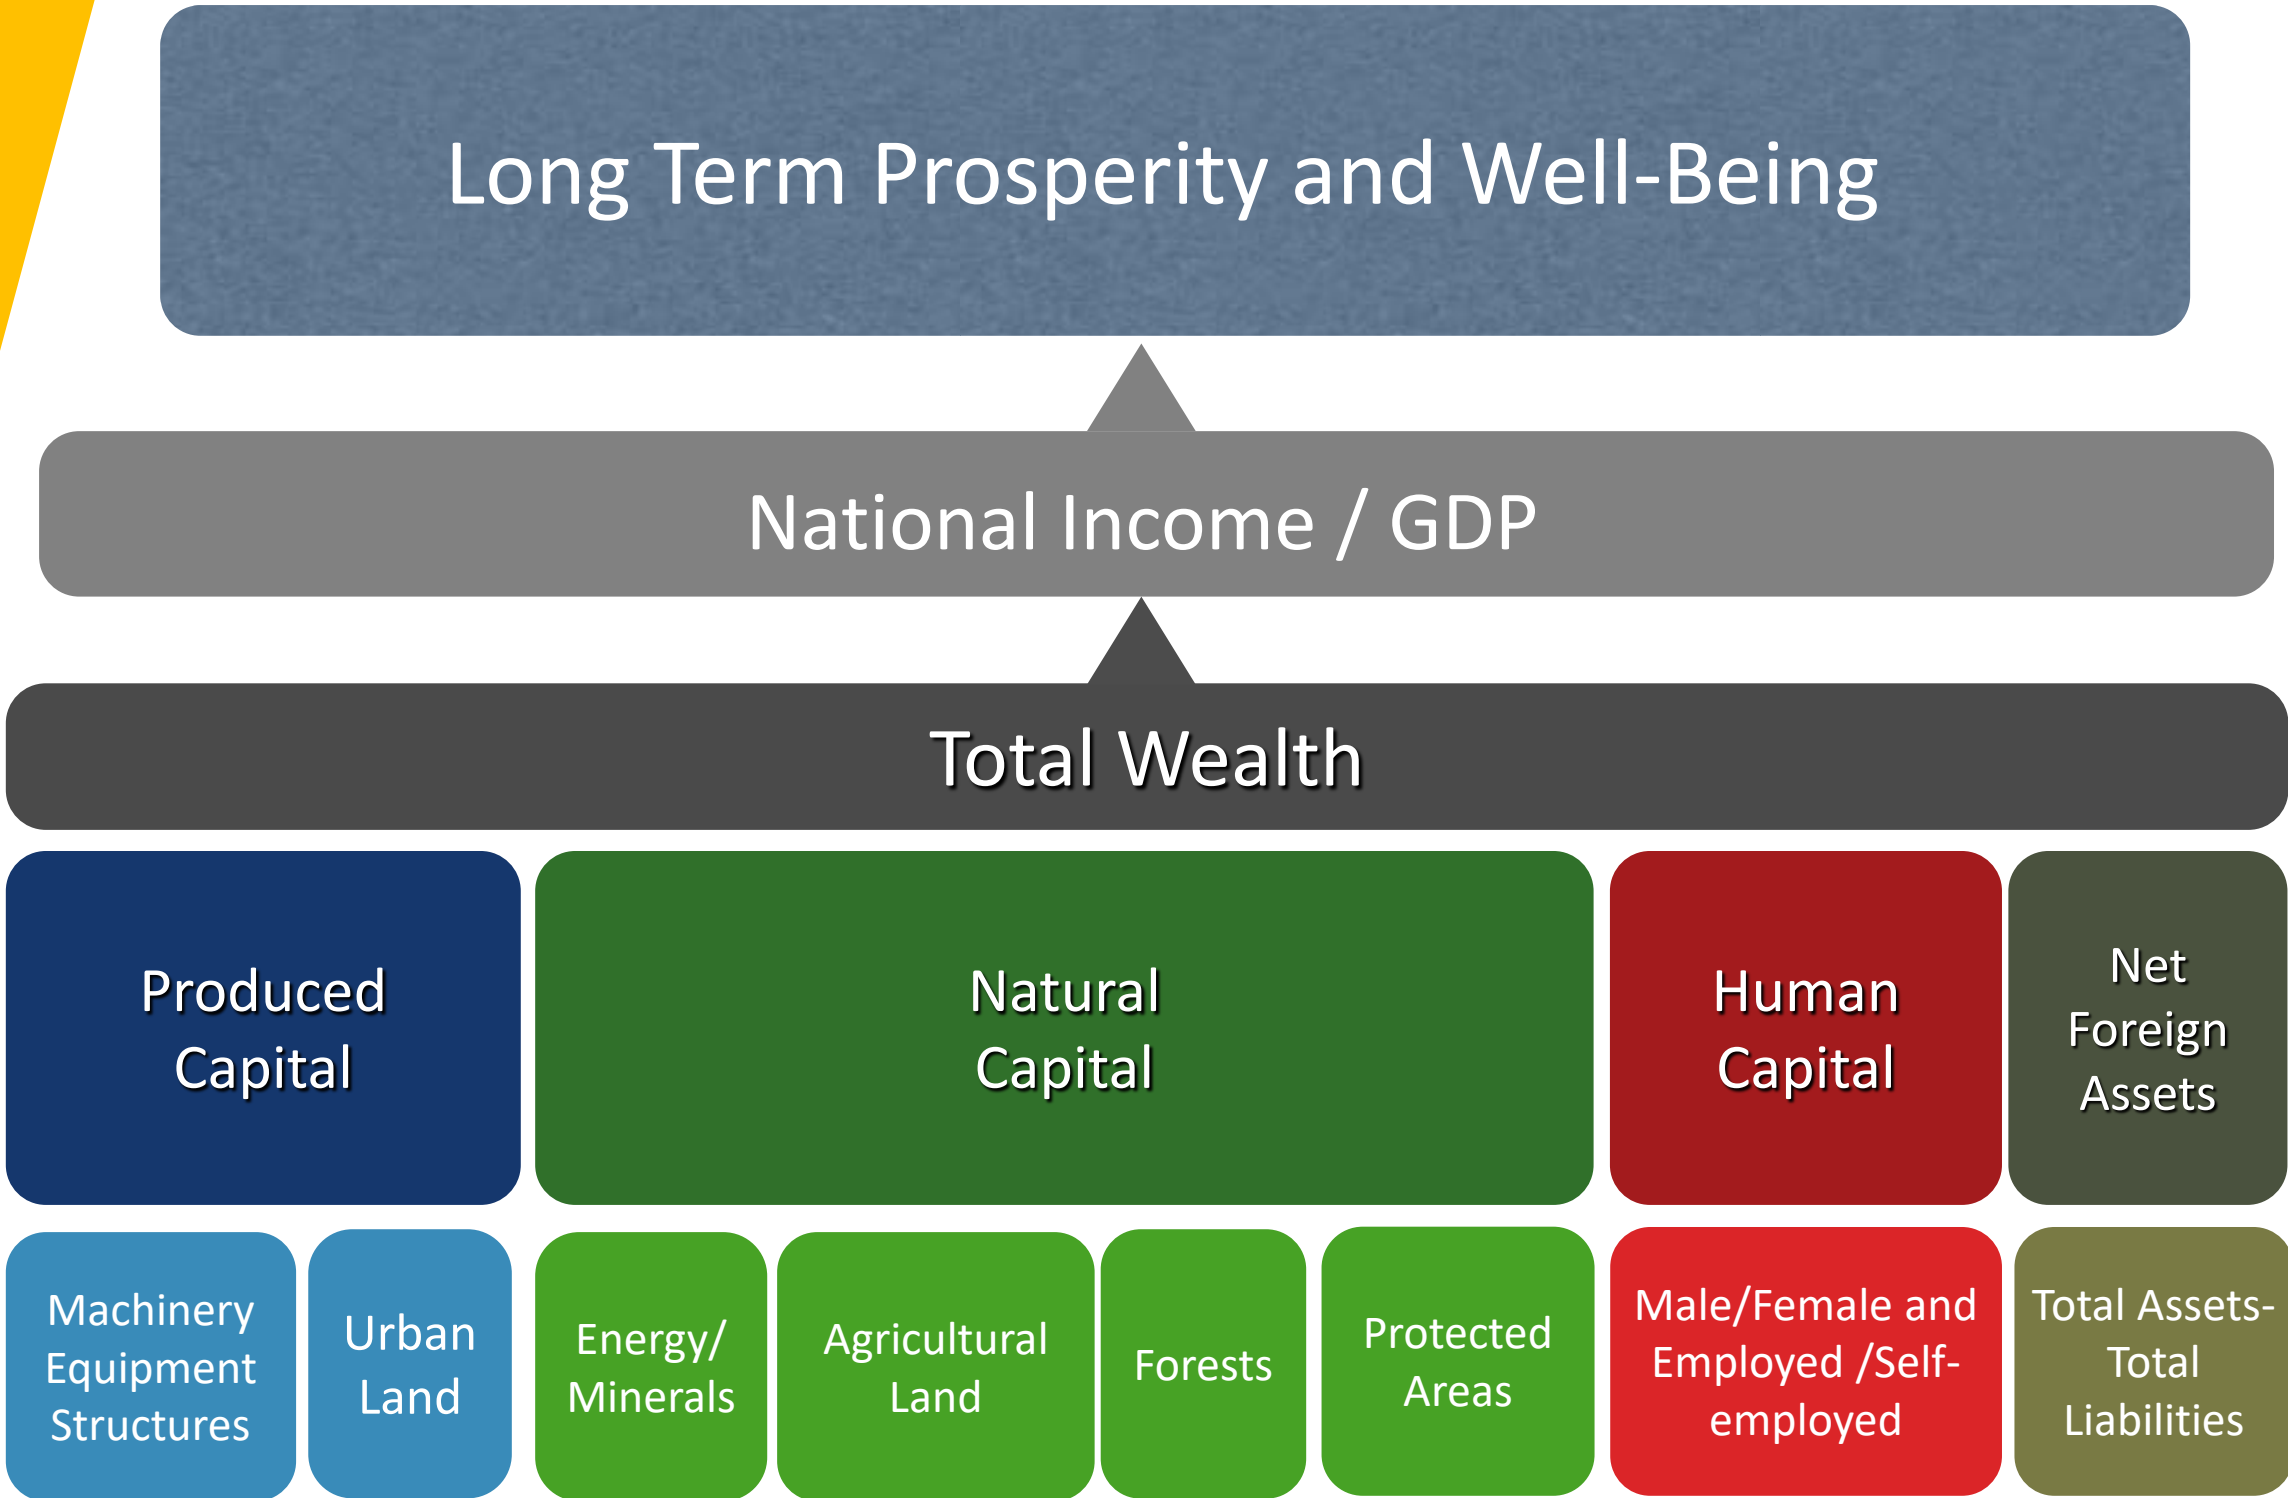 Long Term Prosperity and Well-Being
National Income / GDP
Total Wealth
Produced
Capital
Natural
Capital
Human
Capital
Net
Foreign
Assets
Machinery
Equipment
Structures
Urban
Land
Energy/
Minerals
Agricultural
Land
Forests
Protected
Areas
Male/Female and
Employed /Self-
employed
Total Assets-
Total
Liabilities